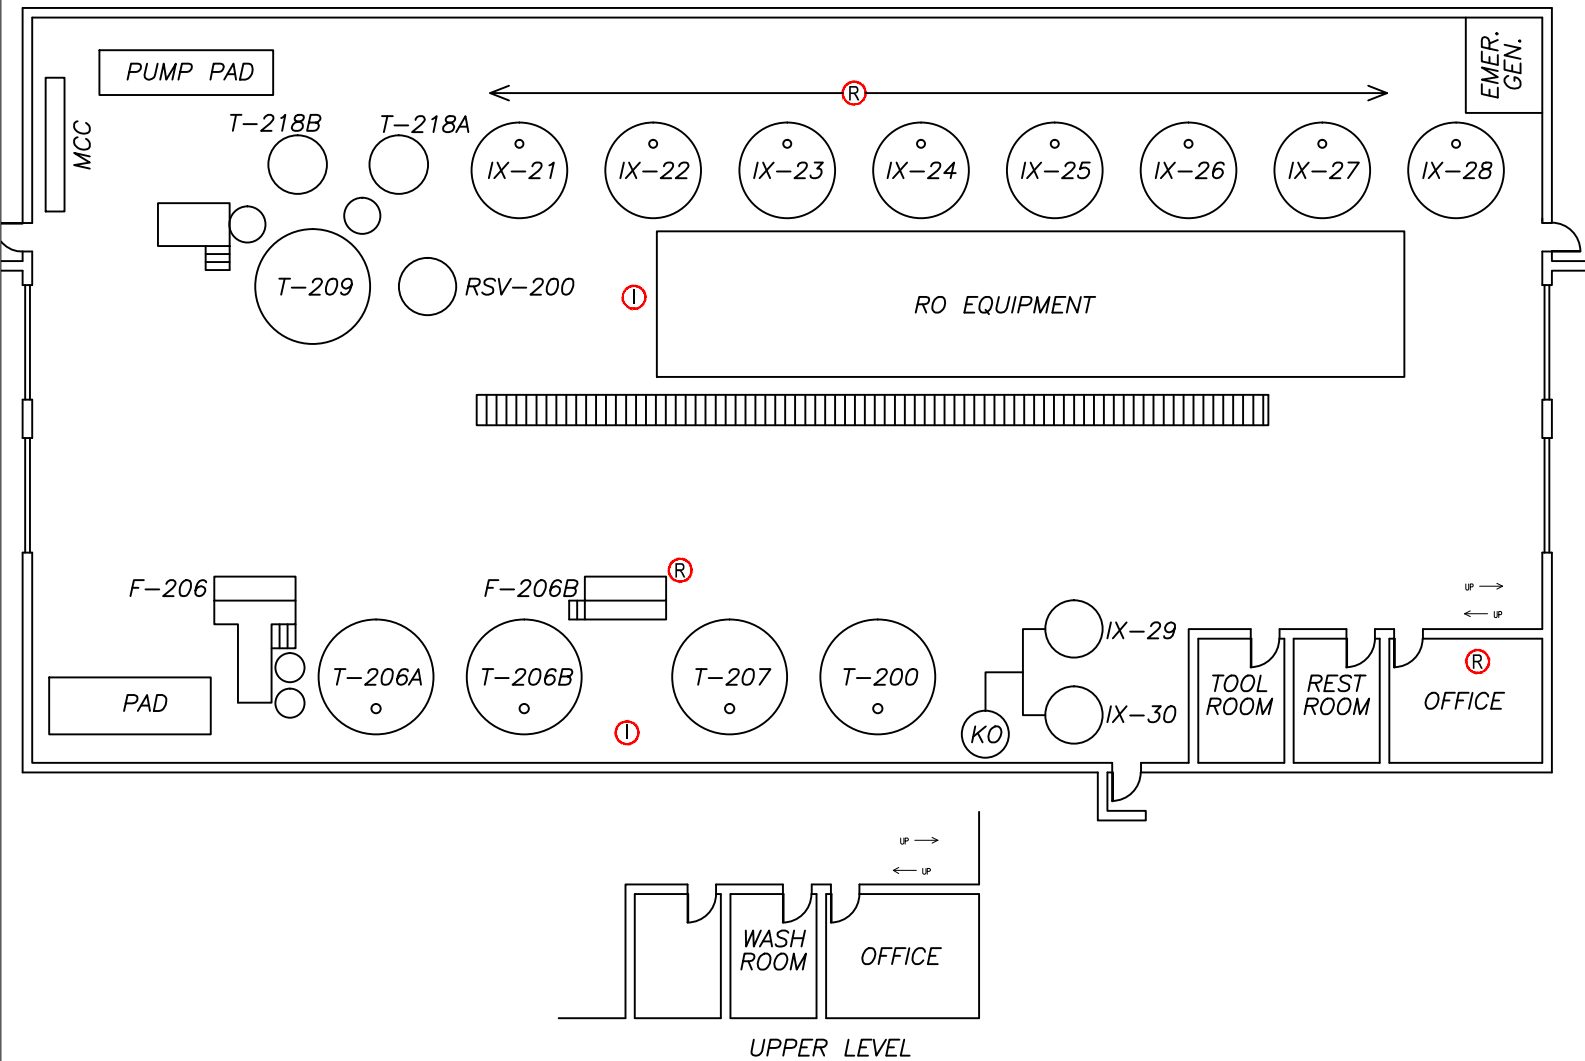 PUMP PAD
EMER.
GEN.
R
MCC
T-218B
T-218A
IX-21
IX-22
IX-23
IX-24
IX-25
IX-26
IX-27
IX-28
T-209
RSV-200
I
RO EQUIPMENT
F-206
F-206B
R
UP
UP
IX-29
T-206A
T-206B
T-207
T-200
R
TOOL
ROOM
REST
ROOM
OFFICE
PAD
IX-30
I
KO
UP
UP
WASH
ROOM
OFFICE
UPPER LEVEL